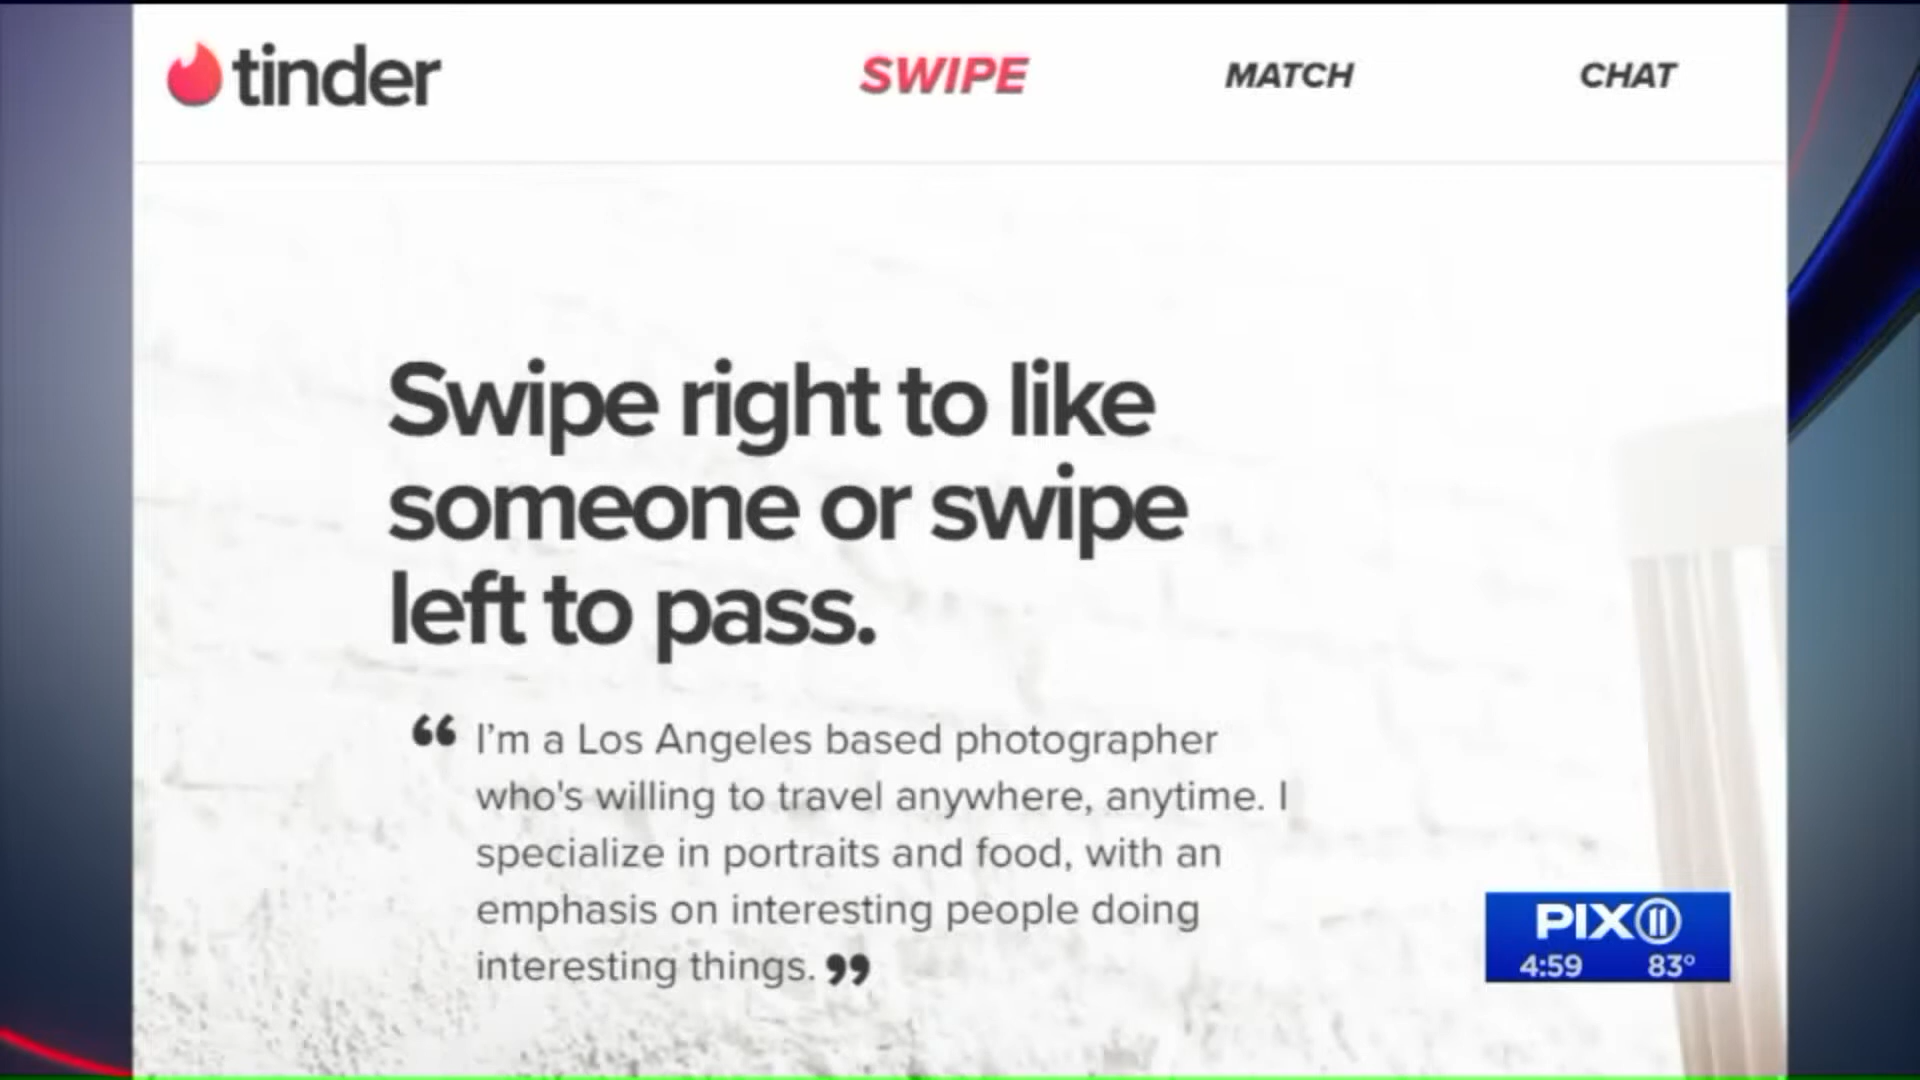 tinder
SWIPE
MATCH
CHAT
Swipe right to like
someone or swipe
left to pass.
“ I’m a Los Angeles based photographer
who's willing to travel anywhere, anytime. I
specialize in portraits and food, with an
emphasis on interesting people doing
interesting things. ”
PIX11
4:59 83°